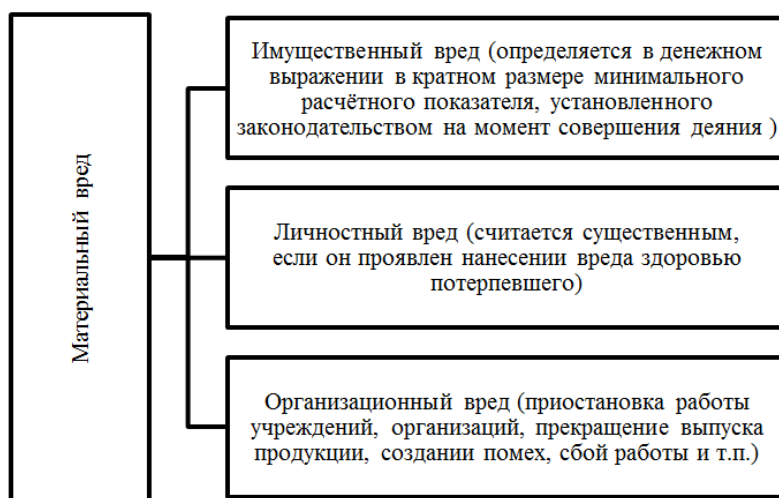 Материальный вред
Имущественный вред (определяется в денежном
выражении в кратном размере минимального
расчётного показателя, установленного
законодательством на момент совершения деяния )
Личностный вред (считается существенным,
если он проявлен нанесении вреда здоровью
потерпевшего)
Организационный вред (приостановка работы
учреждений, организаций, прекращение выпуска
продукции, создании помех, сбой работы и т.п.)